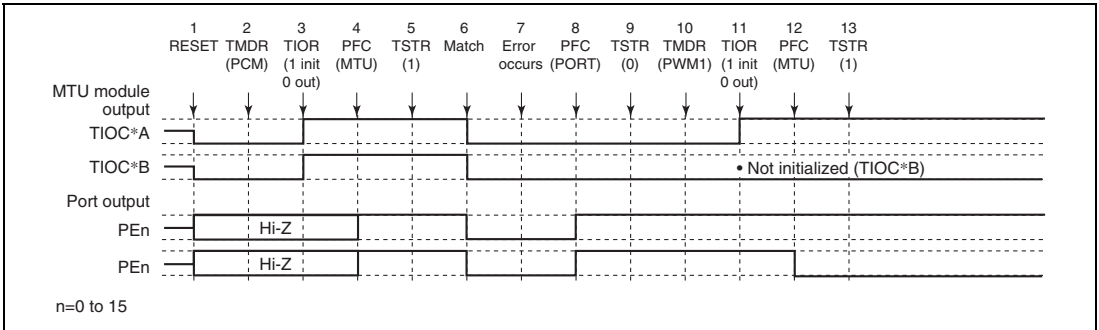 1 2 3 4 5 6 7 8 9 10 11 12 13
RESET TMDR TIOR PFC TSTR Match Error PFC TSTR TMDR TIOR PFC TSTR
(PCM) (1 init (MTU) (1) occurs (PORT) (0) (PWM1) (1 init (MTU) (1)
0 out) 0 out)
MTU module
output
TIOC*A
TIOC*B
• Not initialized (TIOC*B)
Port output
PEn
Hi-Z
PEn
Hi-Z
n=0 to 15